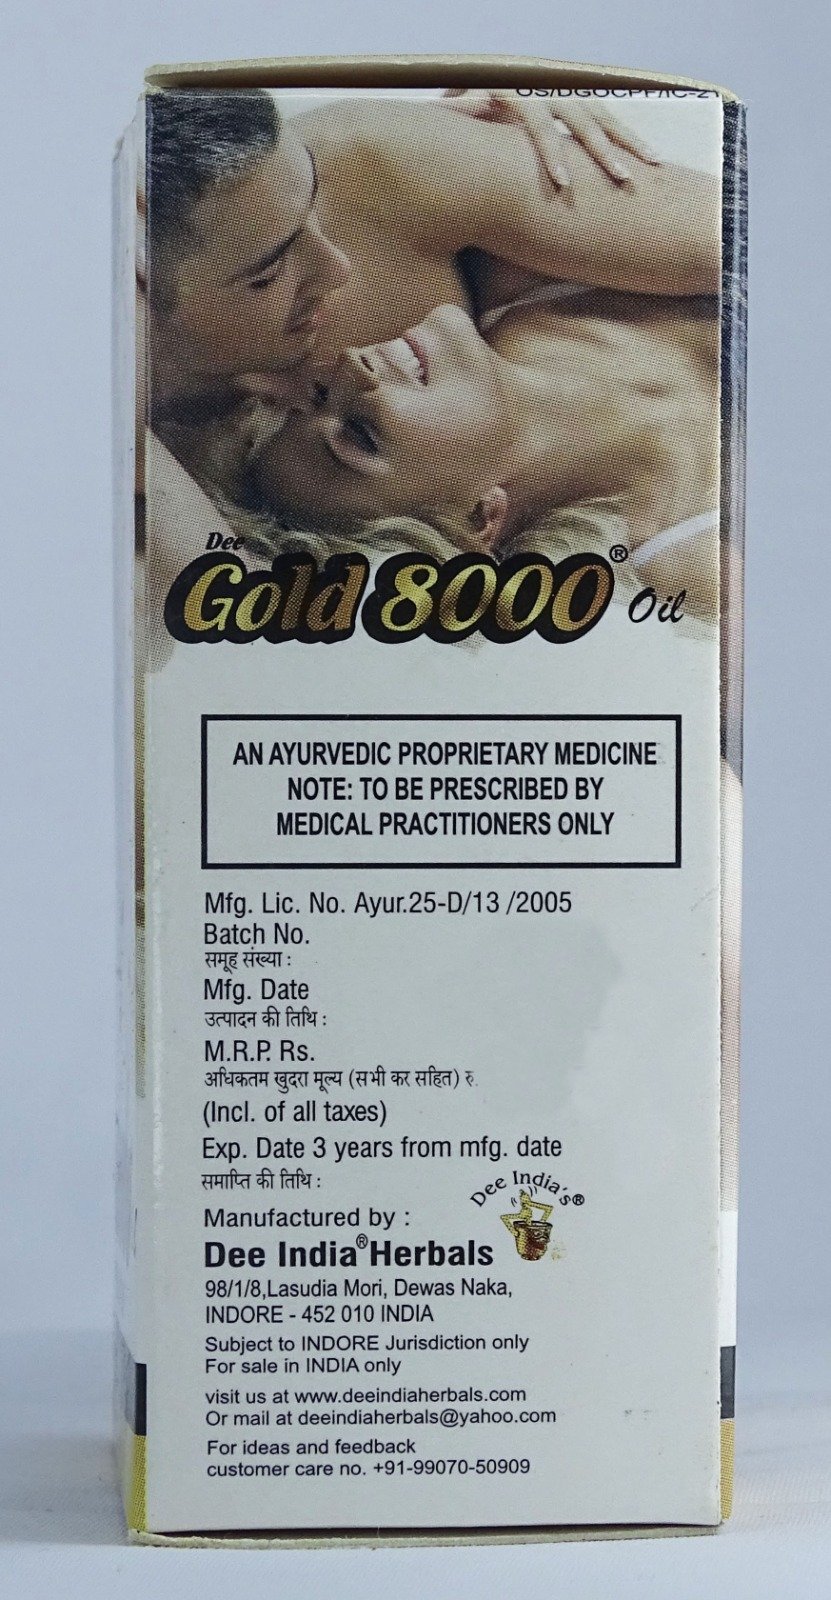 Dee
Gold 8000® Oil
AN AYURVEDIC PROPRIETARY MEDICINE
NOTE: TO BE PRESCRIBED BY
MEDICAL PRACTITIONERS ONLY
Mfg. Lic. No. Ayur.25-D/13 /2005
Batch No.
समूह संख्या :
Mfg. Date
उत्पादन की तिथि :
M.R.P. Rs.
अधिकतम खुदरा मूल्य (सभी कर सहित) रु.
(Incl. of all taxes)
Exp. Date 3 years from mfg. date
समाप्ति की तिथि :
Dee India's®
Manufactured by :
Dee India® Herbals
98/1/8,Lasudia Mori, Dewas Naka,
INDORE - 452 010 INDIA
Subject to INDORE Jurisdiction only
For sale in INDIA only
visit us at www.deeindiaherbals.com
Or mail at deeindiaherbals@yahoo.com
For ideas and feedback
customer care no. +91-99070-50909